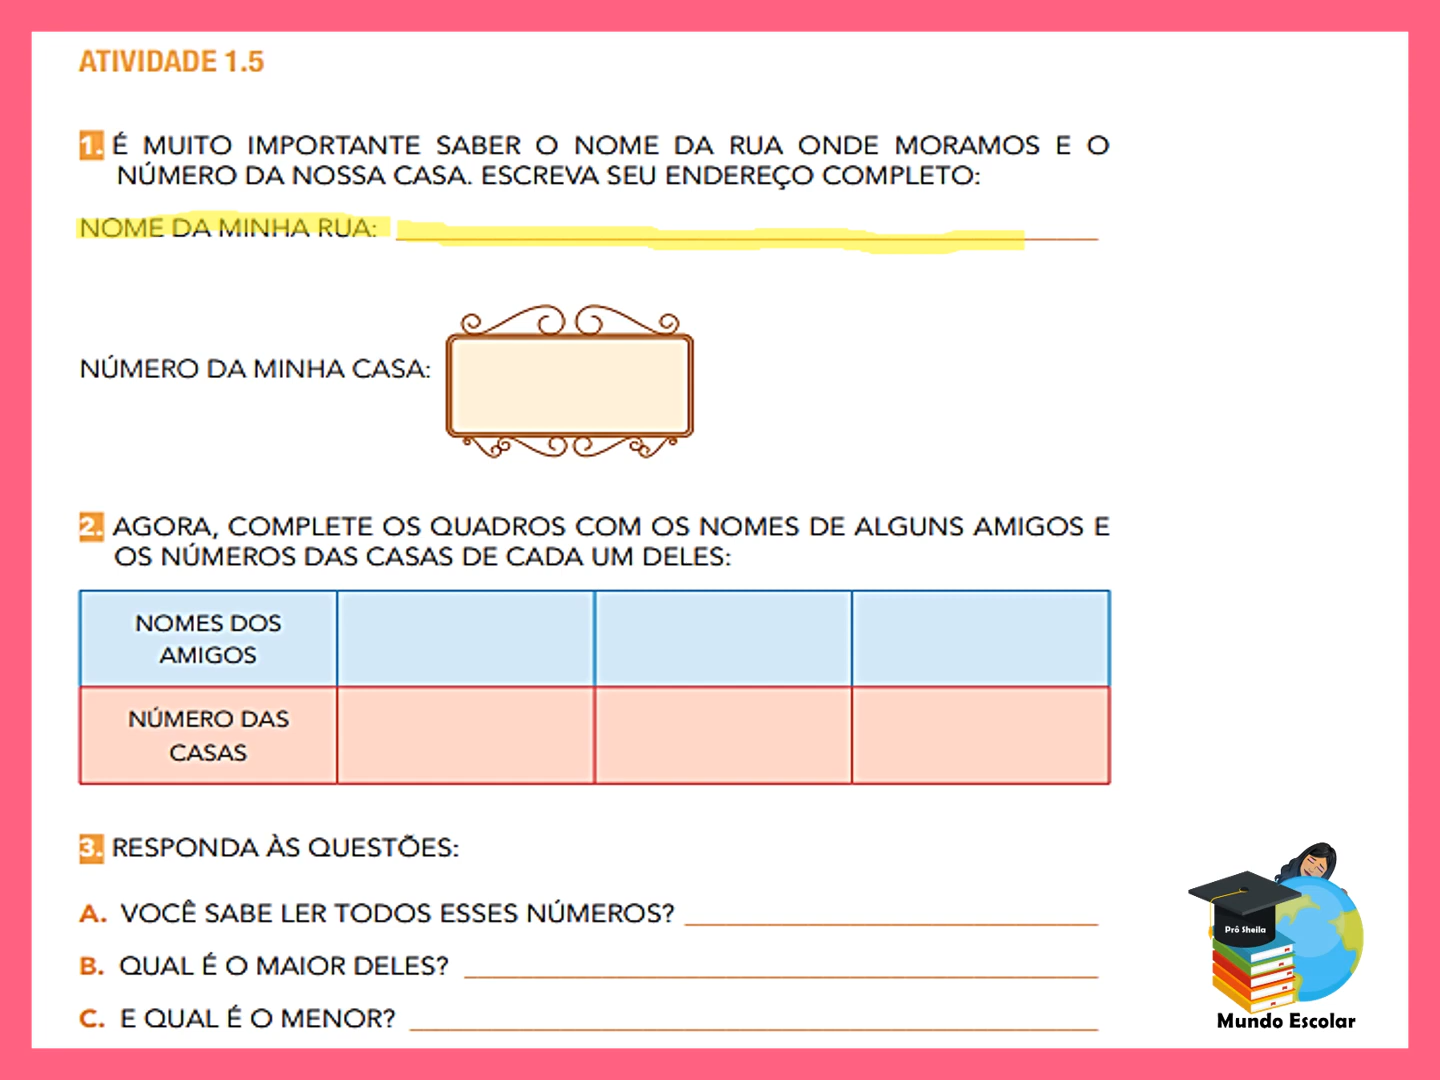 ATIVIDADE 1.5
1. É MUITO IMPORTANTE SABER O NOME DA RUA ONDE MORAMOS E O
NÚMERO DA NOSSA CASA. ESCREVA SEU ENDEREÇO COMPLETO:
NOME DA MINHA RUA:
NÚMERO DA MINHA CASA:
2. AGORA, COMPLETE OS QUADROS COM OS NOMES DE ALGUNS AMIGOS E
OS NÚMEROS DAS CASAS DE CADA UM DELES:
NOMES DOS
AMIGOS
NÚMERO DAS
CASAS
3. RESPONDA ÀS QUESTÕES:
A. VOCÊ SABE LER TODOS ESSES NÚMEROS?
B. QUAL É O MAIOR DELES?
C. E QUAL É O MENOR?
Prô Sheila
Mundo Escolar